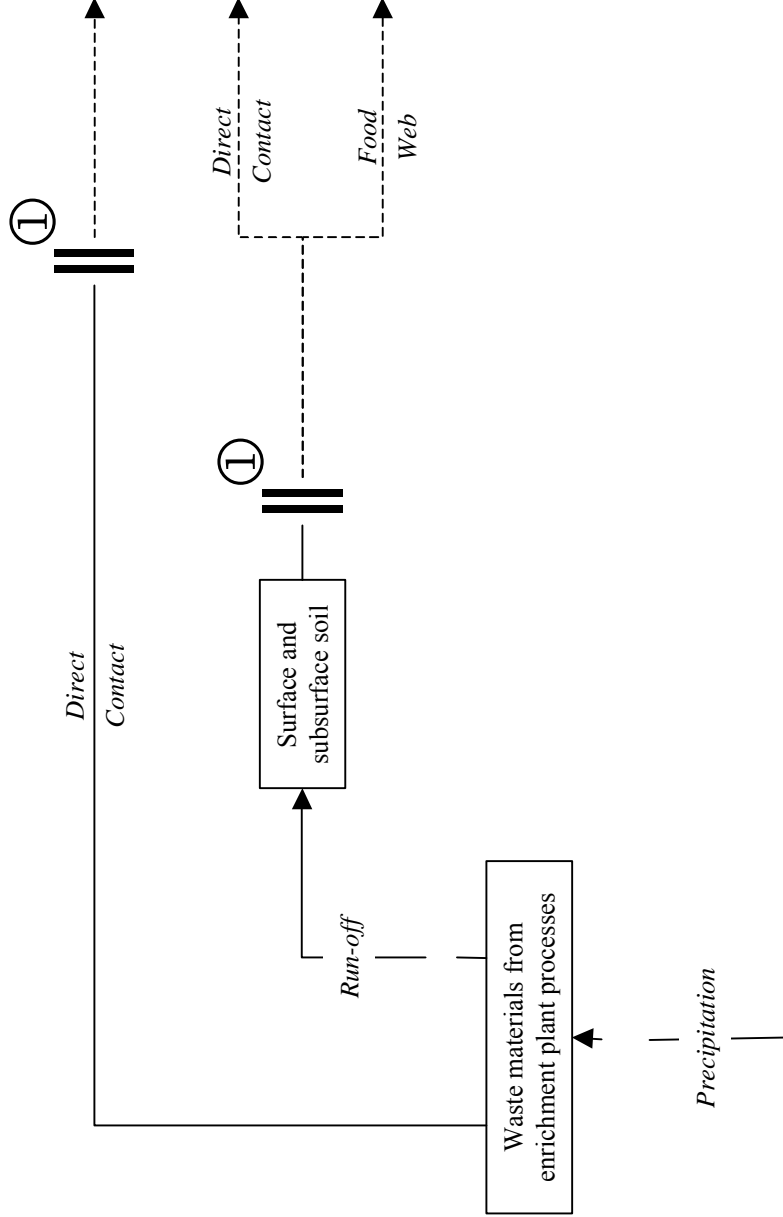 ①
Direct
Contact
①
Direct
Contact
Surface and
subsurface soil
Run-off
Food
Web
Waste materials from
enrichment plant processes
Precipitation